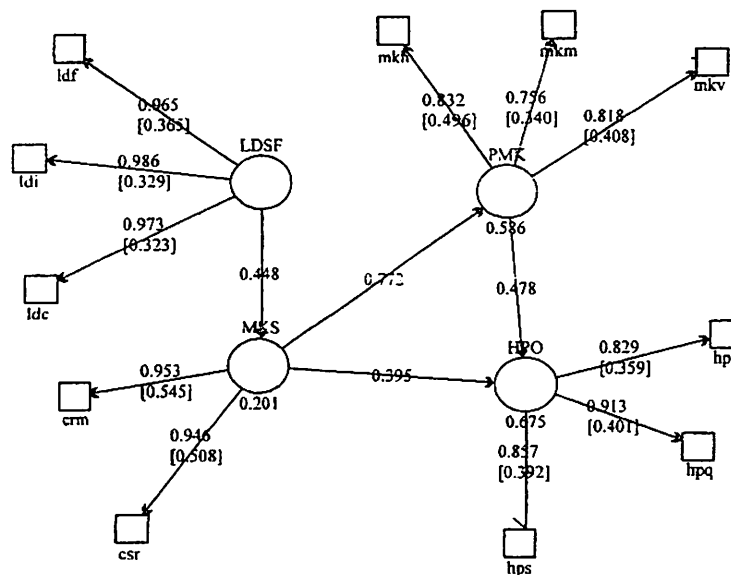 ldf
mkn
mkm
mkv
0.965
[0.365]
0.832
[0.496]
0.756
[0.340]
0.818
[0.408]
LDSF
PMK
ldi
0.986
[0.329]
0.973
[0.323]
0.586
ldc
0.448
0.772
0.478
MKS
HPO
0.953
[0.545]
0.201
0.395
0.829
[0.359]
hp
crm
0.946
[0.508]
0.675
0.857
[0.392]
0.913
[0.401]
hpq
csr
hps